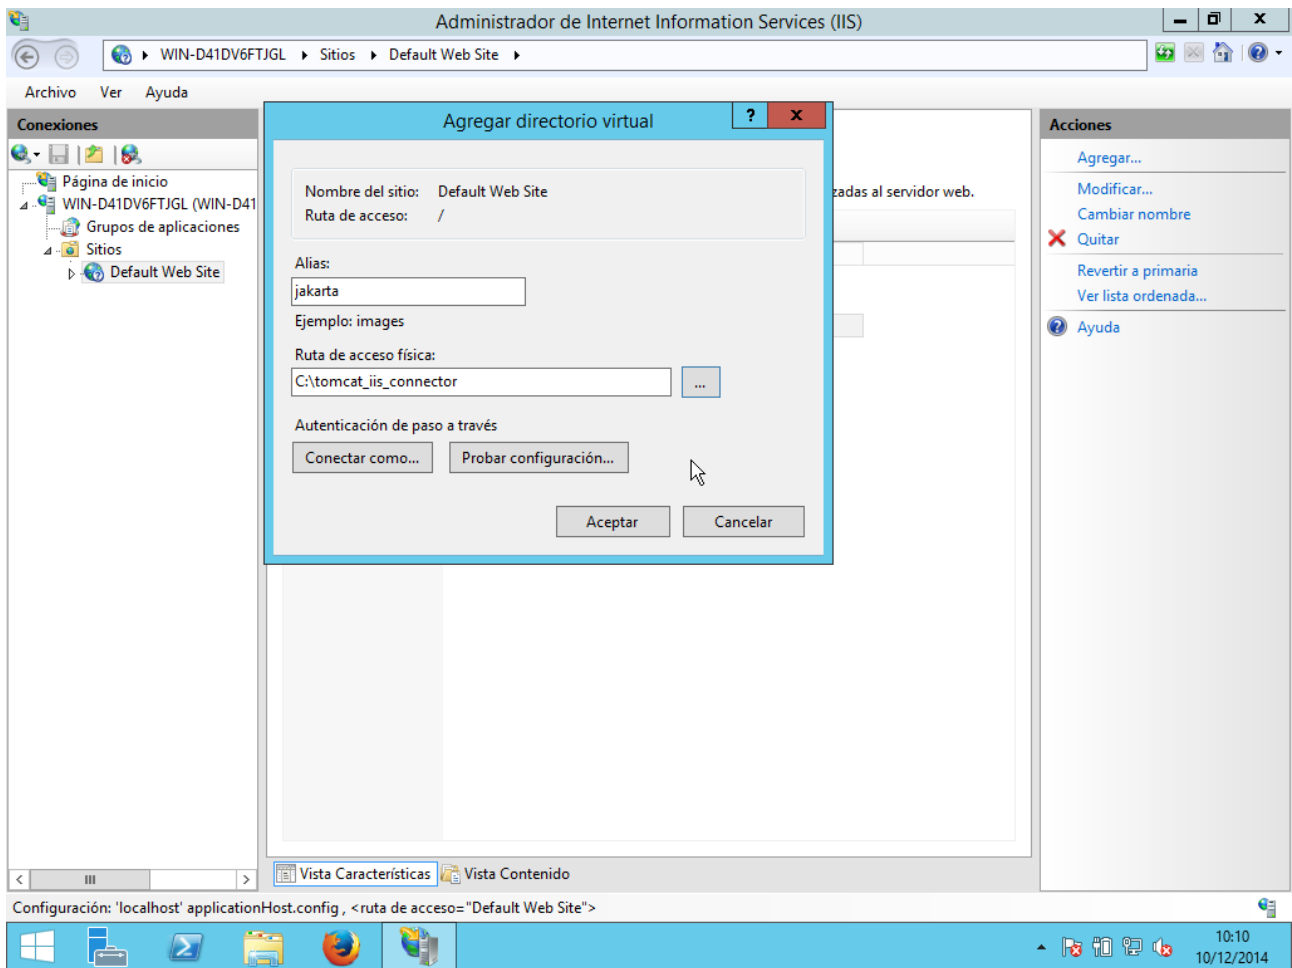 Administrador de Internet Information Services (IIS)
WIN-D41DV6FTJGL Sitios Default Web Site
Archivo Ver Ayuda
Conexiones
Página de inicio
WIN-D41DV6FTJGL (WIN-D41
Grupos de aplicaciones
Sitios
Default Web Site
Agregar directorio virtual
?
x
Nombre del sitio: Default Web Site
Ruta de acceso: /
Alias:
jakarta
Ejemplo: images
Ruta de acceso física:
C:\tomcat_iis_connector
...
Autenticación de paso a través
Conectar como...
Probar configuración...
Aceptar
Cancelar
zadas al servidor web.
Acciones
Agregar...
Modificar...
Cambiar nombre
Quitar
Revertir a primaria
Ver lista ordenada...
Ayuda
Vista Características
Vista Contenido
Configuración: 'localhost' applicationHost.config , <ruta de acceso="Default Web Site">
10:10
10/12/2014